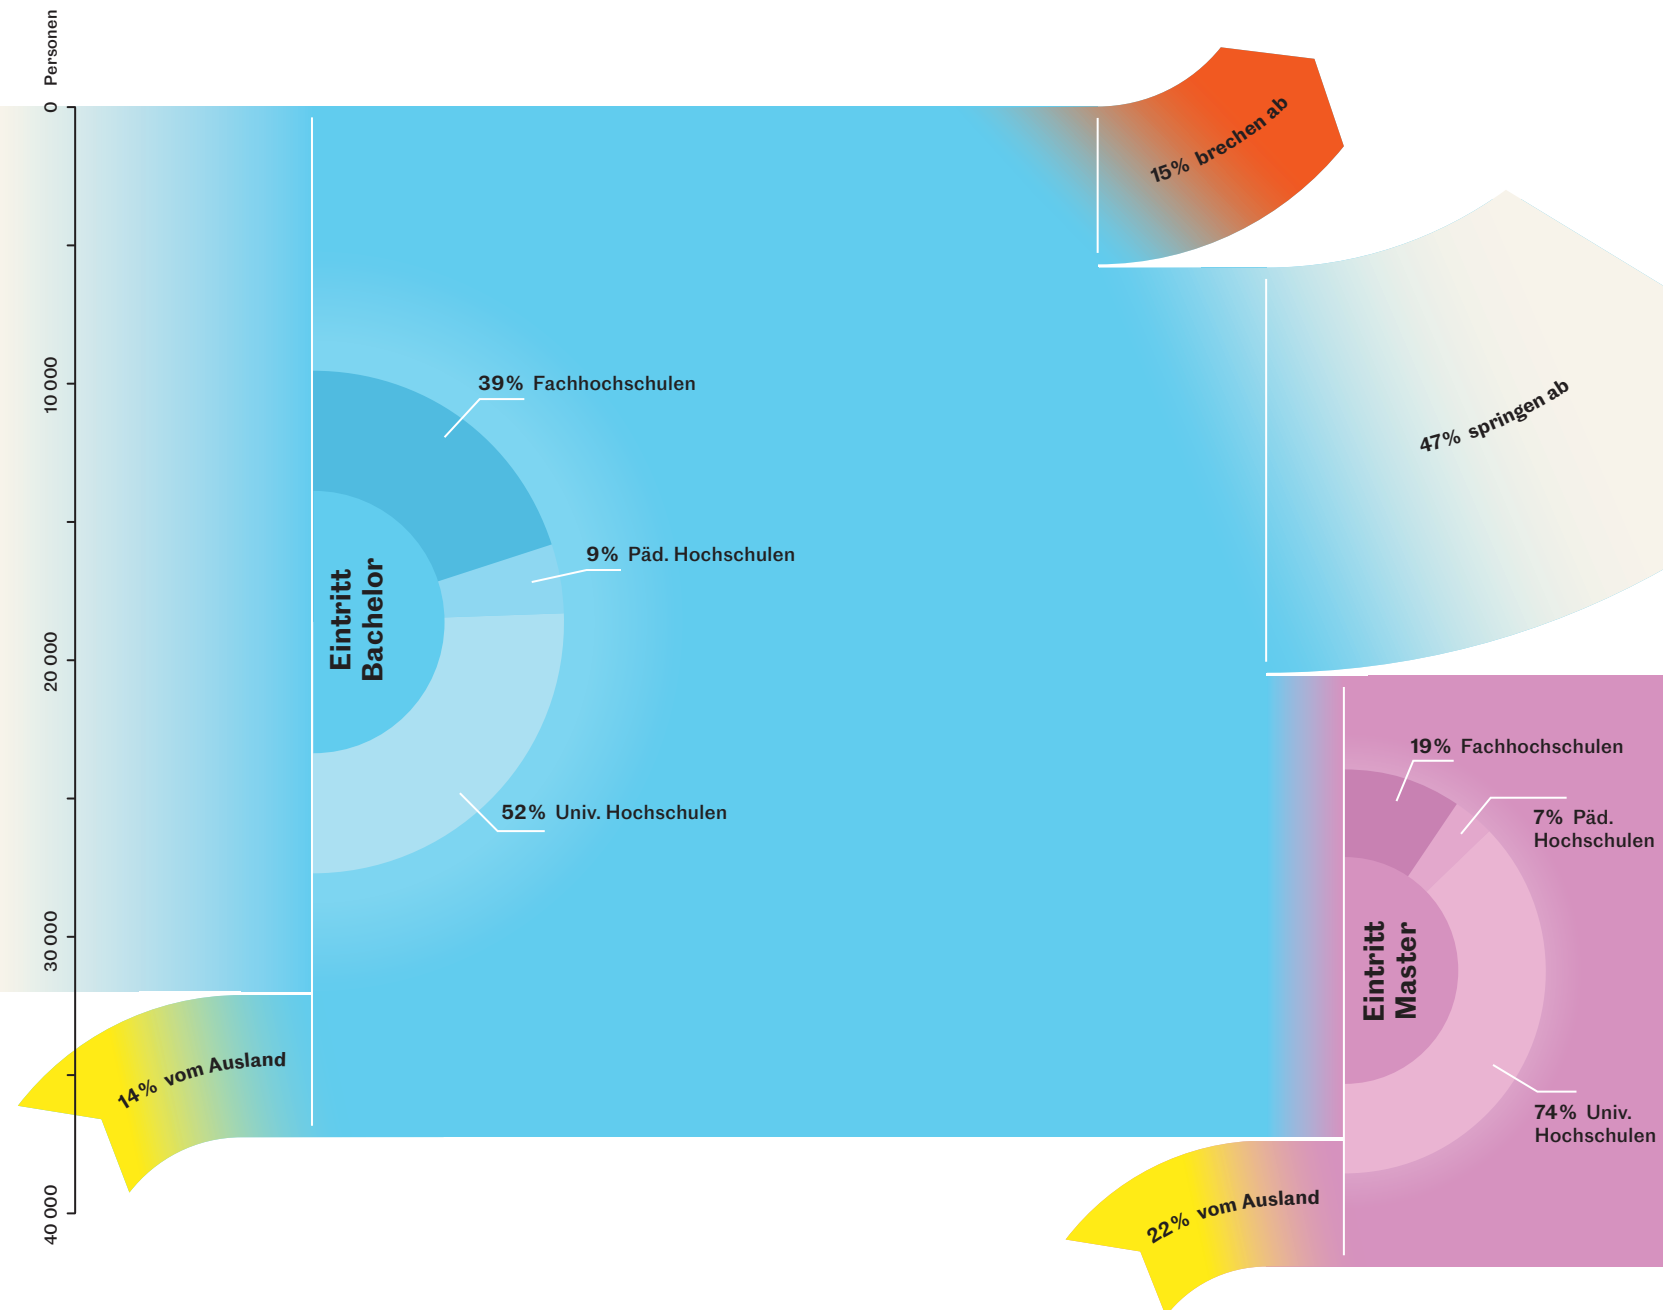 Personen
0
10 000
20 000
30 000
40 000
15% brechen ab
47% springen ab
39% Fachhochschulen
9% Päd. Hochschulen
52% Univ. Hochschulen
Eintritt
Bachelor
14% vom Ausland
19% Fachhochschulen
7% Päd.
Hochschulen
Eintritt
Master
74% Univ.
Hochschulen
22% vom Ausland